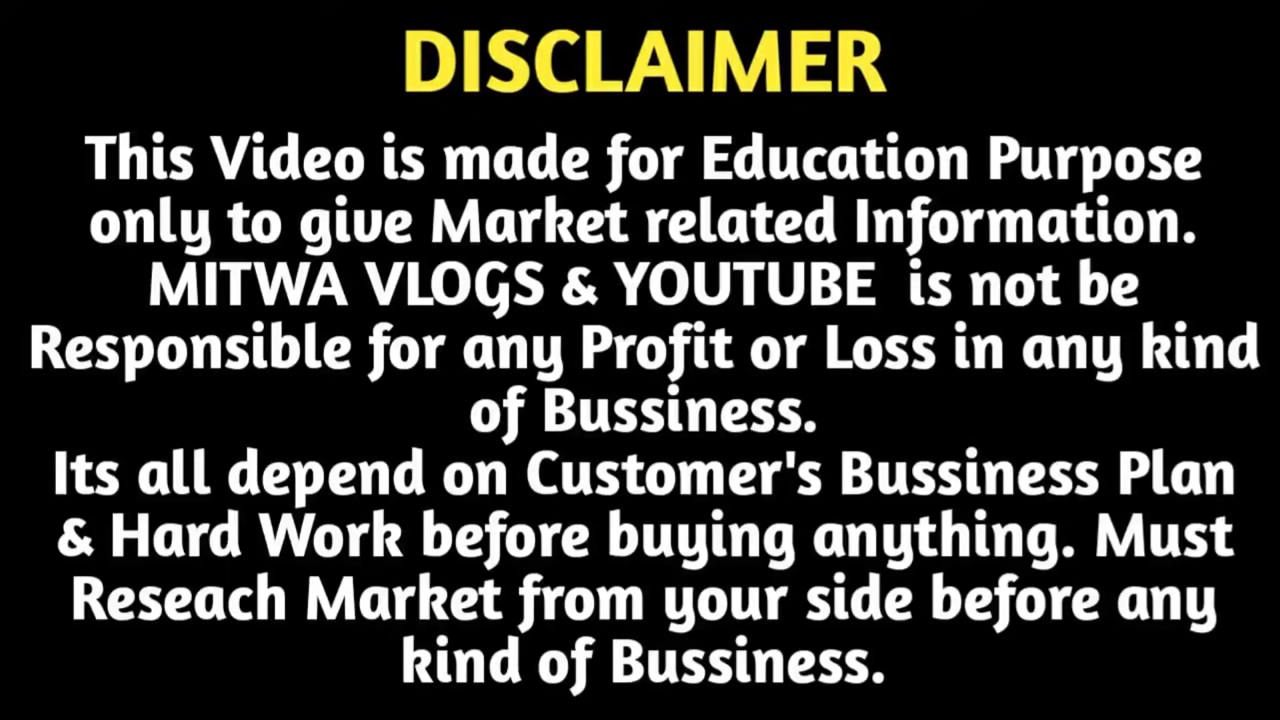 DISCLAIMER
This Video is made for Education Purpose
only to give Market related Information.
MITWA VLOGS & YOUTUBE is not be
Responsible for any Profit or Loss in any kind
of Bussiness.
Its all depend on Customer's Bussiness Plan
& Hard Work before buying anything. Must
Reseach Market from your side before any
kind of Bussiness.